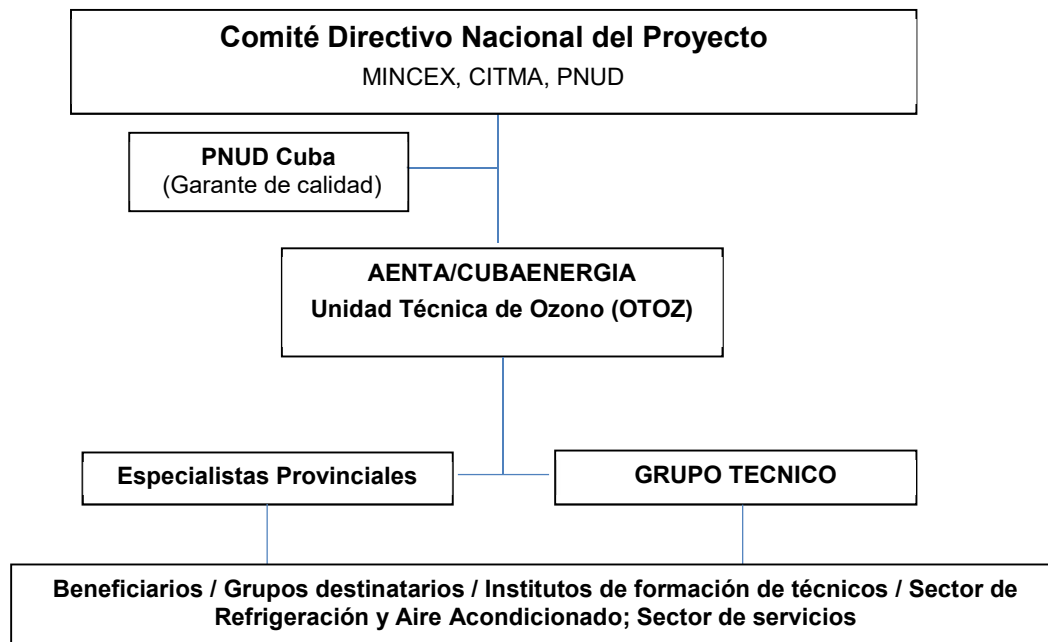 Comité Directivo Nacional del Proyecto
MINCEX, CITMA, PNUD
PNUD Cuba
(Garante de calidad)
AENTA/CUBAENERGIA
Unidad Técnica de Ozono (OTOZ)
Especialistas Provinciales
GRUPO TECNICO
Beneficiarios / Grupos destinatarios / Institutos de formación de técnicos / Sector de
Refrigeración y Aire Acondicionado; Sector de servicios